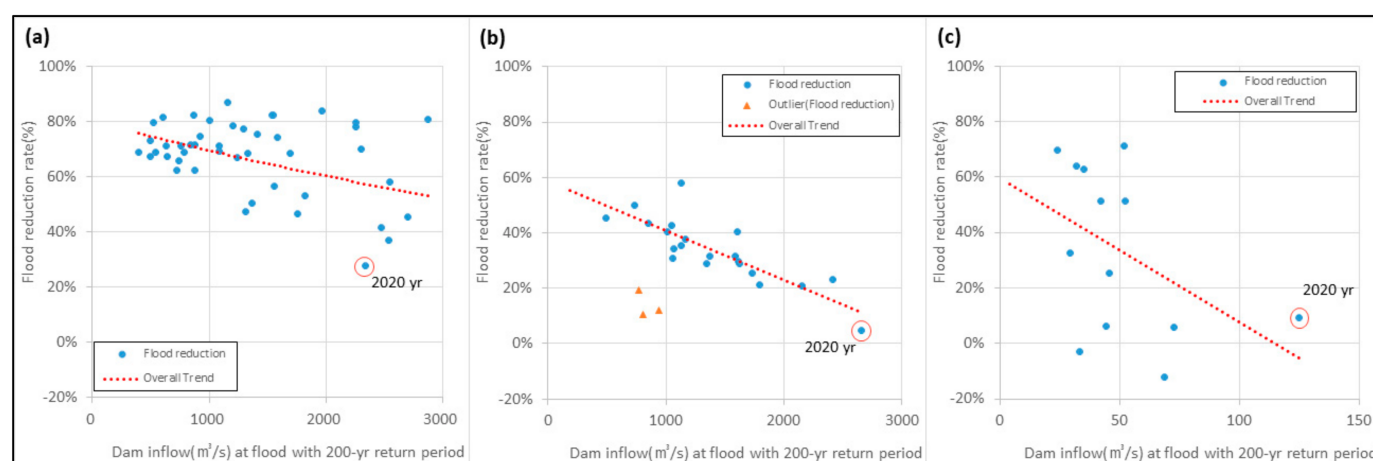 (a)
100%
80%
60%
40%
20%
0%
-20%
Flood reduction rate(%)
2020 yr
Flood reduction
Overall Trend
0
1000
2000
3000
Dam inflow(㎥/s) at flood with 200-yr return period
(b)
100%
80%
60%
40%
20%
0%
-20%
Flood reduction rate(%)
Flood reduction
Outlier(Flood reduction)
Overall Trend
2020 yr
0
1000
2000
3000
Dam inflow(㎥/s) at flood with 200-yr return period
(c)
100%
80%
60%
40%
20%
0%
-20%
Flood reduction rate(%)
Flood reduction
Overall Trend
2020 yr
0
50
100
150
Dam inflow(㎥/s) at flood with 200-yr return period